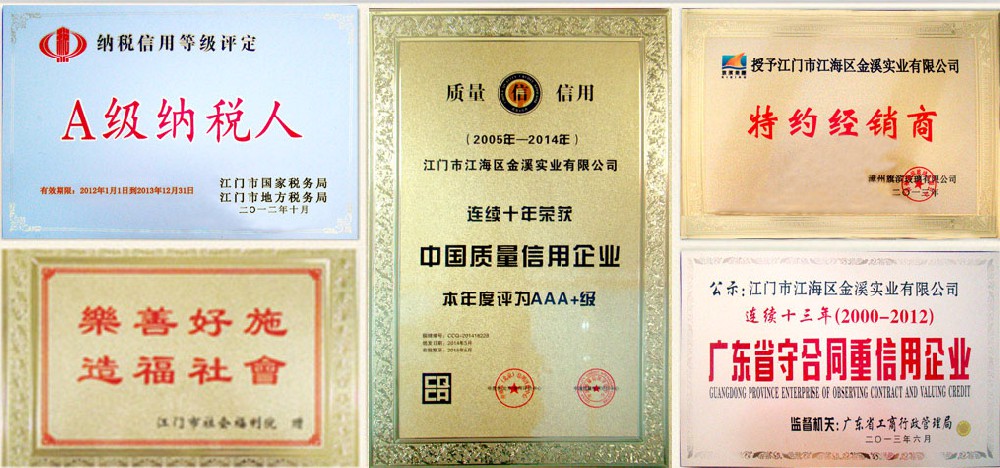 纳税信用等级评定
A级纳税人
有效期限：2012年1月1日到2013年12月31日
江门市国家税务局
江门市地方税务局
二〇一二年十月
樂善好施
造福社會
江门市社会福利院 赠
质量 信 信用
（2005年—2014年）
江门市江海区金溪实业有限公司
连续十年荣获
中国质量信用企业
本年度评为AAA+级
授予江门市江海区金溪实业有限公司
特约经销商
漳州旗滨玻璃有限公司
二〇一三年
公示：江门市江海区金溪实业有限公司
连续十三年(2000-2012)
广东省守合同重信用企业
GUANGDONG PROVINCE ENTERPRISE OF OBSERVING CONTRACT AND VALUING CREDIT
监督机关：广东省工商行政管理局
二〇一三年六月